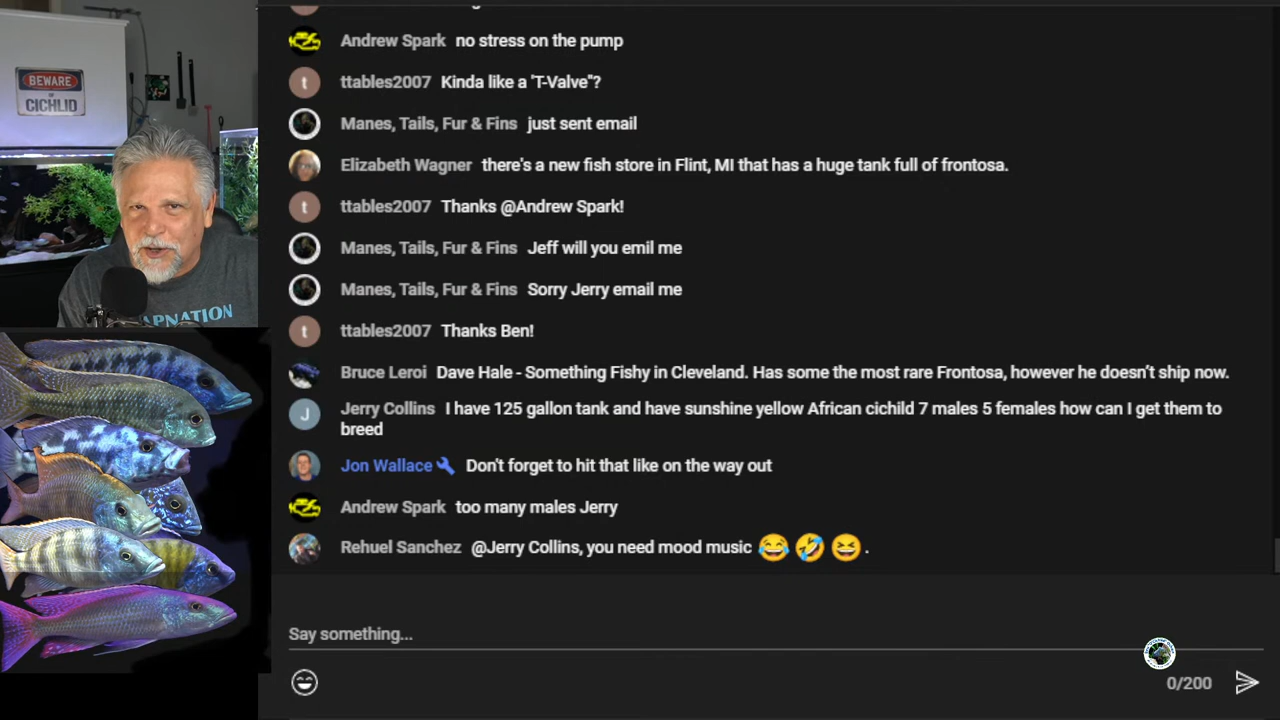 BEWARE
OF
CICHLID
APNATION
Andrew Spark no stress on the pump
ttables2007 Kinda like a 'T-Valve"?
Manes, Tails, Fur & Fins just sent email
Elizabeth Wagner there's a new fish store in Flint, MI that has a huge tank full of frontosa.
ttables2007 Thanks @Andrew Spark!
Manes, Tails, Fur & Fins Jeff will you emil me
Manes, Tails, Fur & Fins Sorry Jerry email me
t ttables2007 Thanks Ben!
Bruce Leroi Dave Hale - Something Fishy in Cleveland. Has some the most rare Frontosa, however he doesn't ship now.
J Jerry Collins I have 125 gallon tank and have sunshine yellow African cichild 7 males 5 females how can I get them to
breed
Jon Wallace Don't forget to hit that like on the way out
Andrew Spark too many males Jerry
Rehuel Sanchez @Jerry Collins, you need mood music 😂 🤣 😆 .
Say something...
0/200